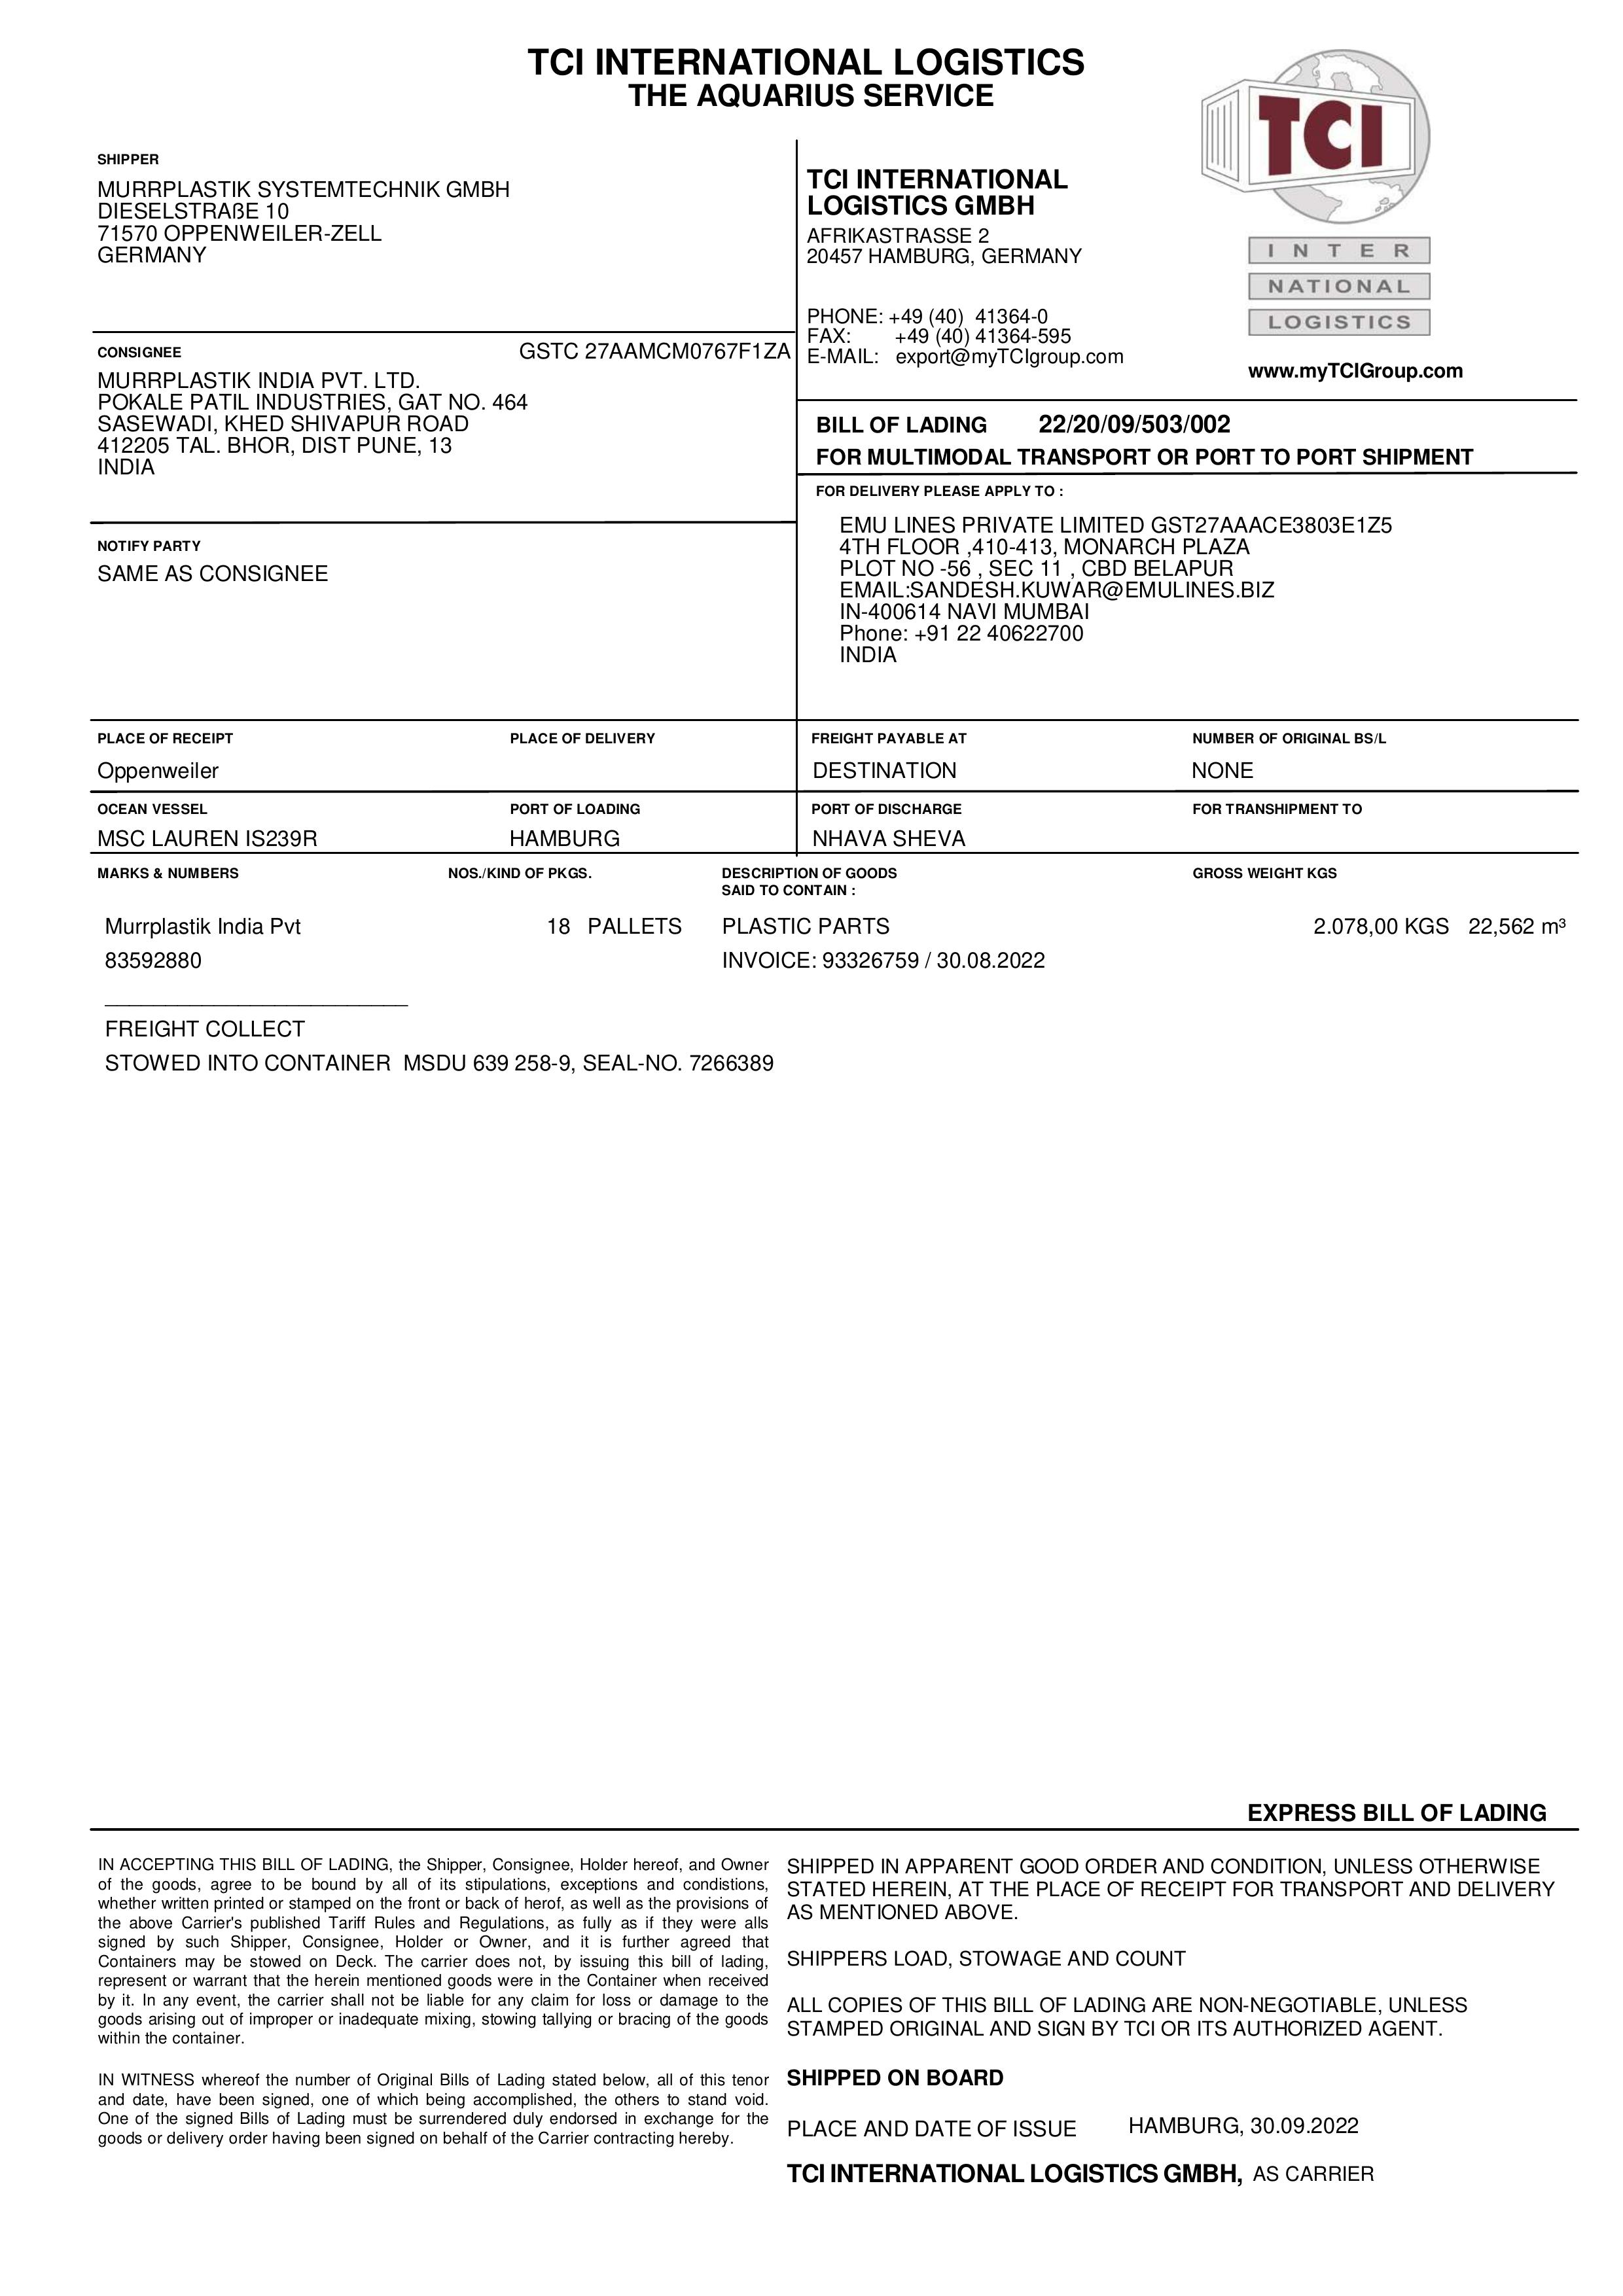 TCI INTERNATIONAL LOGISTICS
THE AQUARIUS SERVICE
TCI
INTER
NATIONAL
LOGISTICS
www.myTCIGroup.com
SHIPPER
MURRPLASTIK SYSTEMTECHNIK GMBH
DIESELSTRAßE 10
71570 OPPENWEILER-ZELL
GERMANY
TCI INTERNATIONAL
LOGISTICS GMBH
AFRIKASTRASSE 2
20457 HAMBURG, GERMANY
PHONE: +49 (40) 41364-0
FAX: +49 (40) 41364-595
E-MAIL: export@myTCIgroup.com
CONSIGNEE GSTC 27AAMCM0767F1ZA
MURRPLASTIK INDIA PVT. LTD.
POKALE PATIL INDUSTRIES, GAT NO. 464
SASEWADI, KHED SHIVAPUR ROAD
412205 TAL. BHOR, DIST PUNE, 13
INDIA
BILL OF LADING 22/20/09/503/002
FOR MULTIMODAL TRANSPORT OR PORT TO PORT SHIPMENT
FOR DELIVERY PLEASE APPLY TO :
EMU LINES PRIVATE LIMITED GST27AAACE3803E1Z5
4TH FLOOR ,410-413, MONARCH PLAZA
PLOT NO -56 , SEC 11 , CBD BELAPUR
EMAIL:SANDESH.KUWAR@EMULINES.BIZ
IN-400614 NAVI MUMBAI
Phone: +91 22 40622700
INDIA
NOTIFY PARTY
SAME AS CONSIGNEE
PLACE OF RECEIPT PLACE OF DELIVERY FREIGHT PAYABLE AT NUMBER OF ORIGINAL BS/L
Oppenweiler DESTINATION NONE
OCEAN VESSEL PORT OF LOADING PORT OF DISCHARGE FOR TRANSHIPMENT TO
MSC LAUREN IS239R HAMBURG NHAVA SHEVA
MARKS & NUMBERS NOS./KIND OF PKGS. DESCRIPTION OF GOODS GROSS WEIGHT KGS
SAID TO CONTAIN :
Murrplastik India Pvt 18 PALLETS PLASTIC PARTS 2.078,00 KGS 22,562 m³
83592880 INVOICE: 93326759 / 30.08.2022
FREIGHT COLLECT
STOWED INTO CONTAINER MSDU 639 258-9, SEAL-NO. 7266389
EXPRESS BILL OF LADING
IN ACCEPTING THIS BILL OF LADING, the Shipper, Consignee, Holder hereof, and Owner
of the goods, agree to be bound by all of its stipulations, exceptions and condistions,
whether written printed or stamped on the front or back of herof, as well as the provisions of
the above Carrier's published Tariff Rules and Regulations, as fully as if they were alls
signed by such Shipper, Consignee, Holder or Owner, and it is further agreed that
Containers may be stowed on Deck. The carrier does not, by issuing this bill of lading,
represent or warrant that the herein mentioned goods were in the Container when received
by it. In any event, the carrier shall not be liable for any claim for loss or damage to the
goods arising out of improper or inadequate mixing, stowing tallying or bracing of the goods
within the container.
IN WITNESS whereof the number of Original Bills of Lading stated below, all of this tenor
and date, have been signed, one of which being accomplished, the others to stand void.
One of the signed Bills of Lading must be surrendered duly endorsed in exchange for the
goods or delivery order having been signed on behalf of the Carrier contracting hereby.
SHIPPED IN APPARENT GOOD ORDER AND CONDITION, UNLESS OTHERWISE
STATED HEREIN, AT THE PLACE OF RECEIPT FOR TRANSPORT AND DELIVERY
AS MENTIONED ABOVE.
SHIPPERS LOAD, STOWAGE AND COUNT
ALL COPIES OF THIS BILL OF LADING ARE NON-NEGOTIABLE, UNLESS
STAMPED ORIGINAL AND SIGN BY TCI OR ITS AUTHORIZED AGENT.
SHIPPED ON BOARD
PLACE AND DATE OF ISSUE HAMBURG, 30.09.2022
TCI INTERNATIONAL LOGISTICS GMBH, AS CARRIER